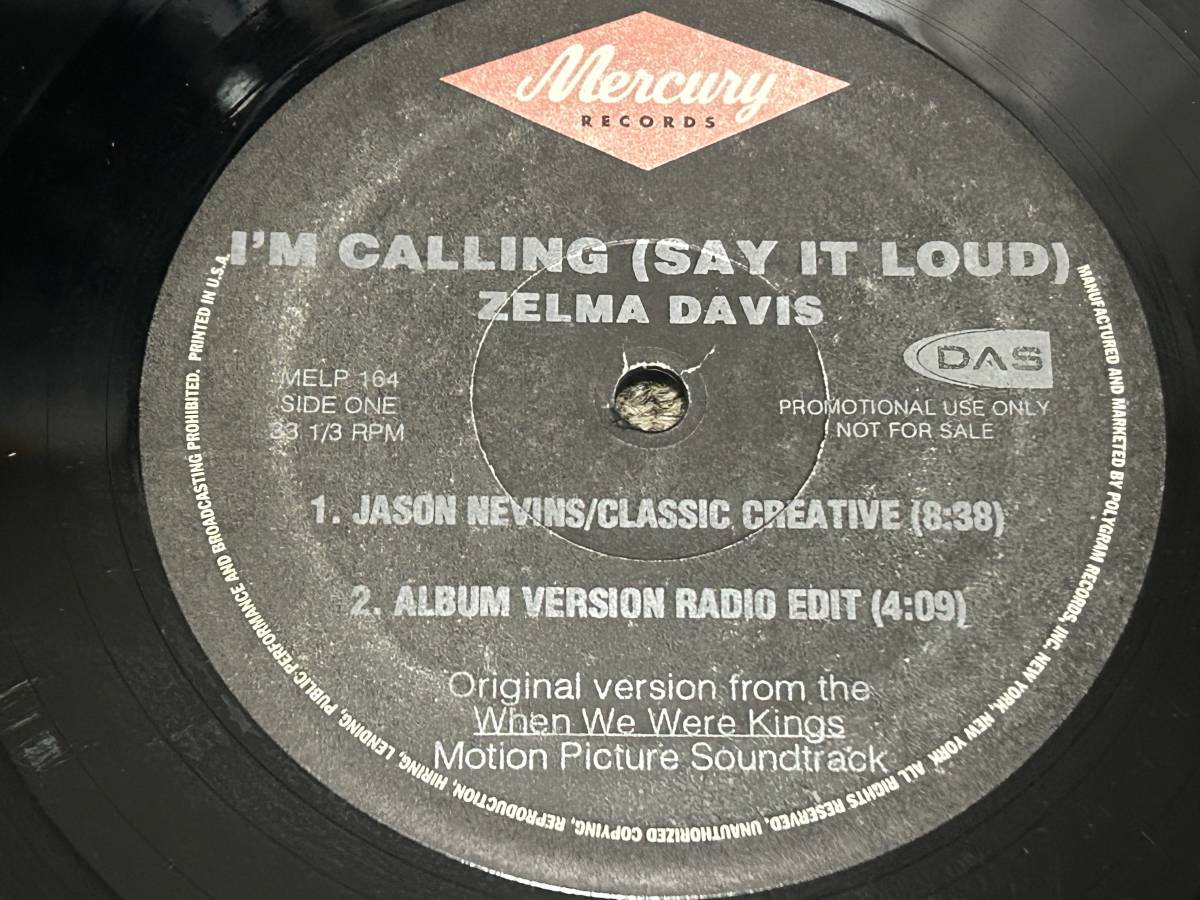 Mercury
RECORDS
I'M CALLING (SAY IT LOUD)
ZELMA DAVIS
DAS
MELP 164
SIDE ONE
33 1/3 RPM
PROMOTIONAL USE ONLY
NOT FOR SALE
1. JASON NEVINS/CLASSIC CREATIVE (8:38)
2. ALBUM VERSION RADIO EDIT (4:09)
Original version from the
When We Were Kings
Motion Picture Soundtrack
MANUFACTURED AND MARKETED BY POLYGRAM RECORDS, INC. NEW YORK, NEW YORK ALL RIGHTS RESERVED. UNAUTHORIZED COPYING, REPRODUCTION, HIRING, LENDING, PUBLIC PERFORMANCE AND BROADCASTING PROHIBITED. PRINTED IN U.S.A.